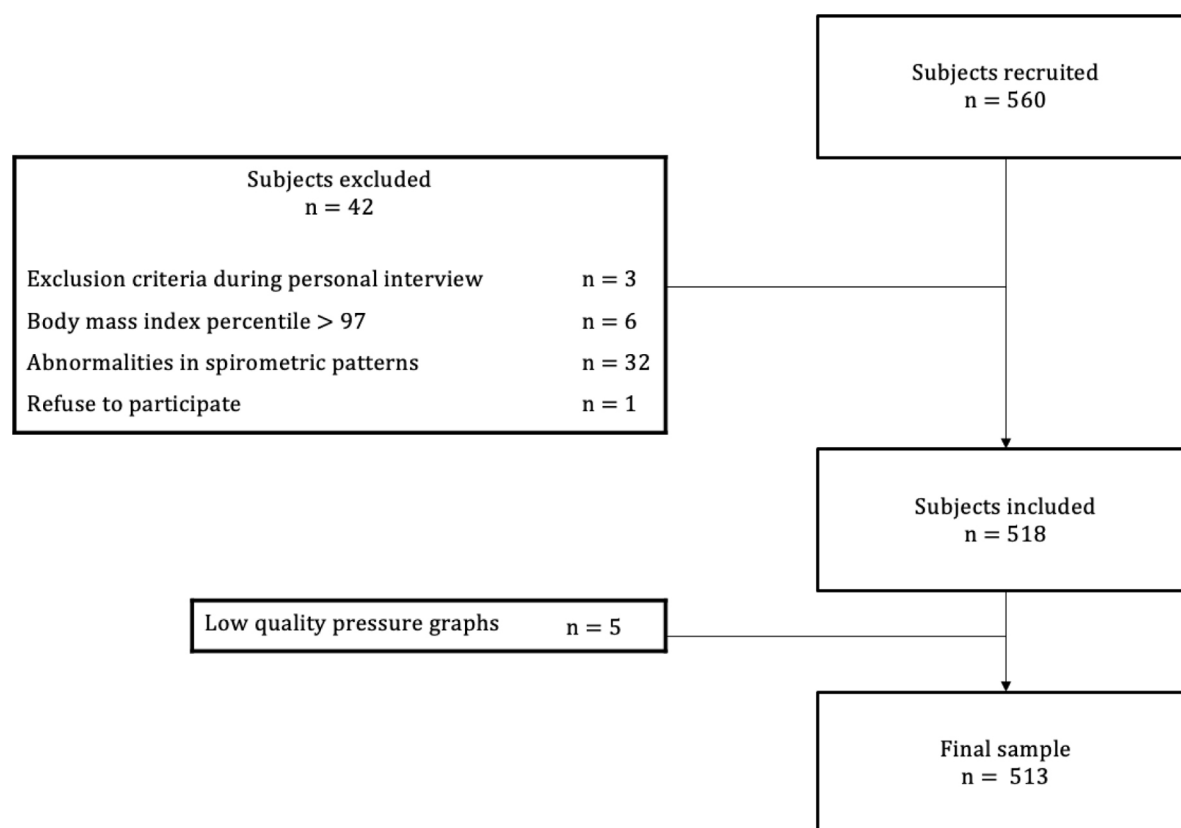 Subjects recruited
n = 560
Subjects excluded
n = 42
Exclusion criteria during personal interview n = 3
Body mass index percentile > 97 n = 6
Abnormalities in spirometric patterns n = 32
Refuse to participate n = 1
Subjects included
n = 518
Low quality pressure graphs n = 5
Final sample
n = 513